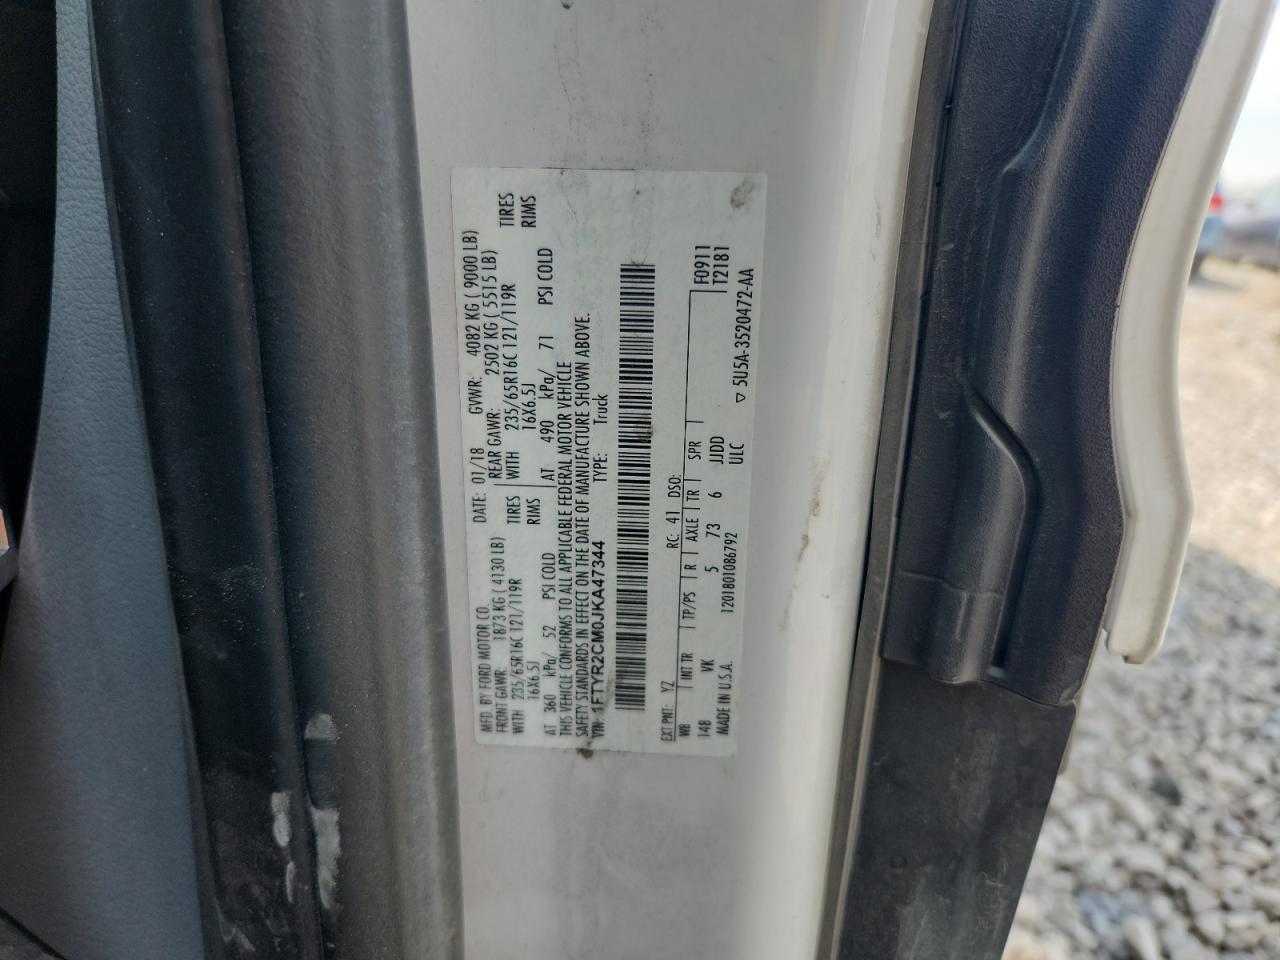 MFD. BY FORD MOTOR CO. DATE: 01/18 GVWR: 4082 KG ( 9000 LB)
FRONT GAWR: 1873 KG ( 4130 LB) REAR GAWR: 2502 KG ( 5515 LB)
WITH 235/65R16C 121/119R TIRES WITH 235/65R16C 121/119R TIRES
16X6.5J RIMS 16X6.5J RIMS
AT 360 kPa/ 52 PSI COLD AT 490 kPa/ 71 PSI COLD
THIS VEHICLE CONFORMS TO ALL APPLICABLE FEDERAL MOTOR VEHICLE
SAFETY STANDARDS IN EFFECT ON THE DATE OF MANUFACTURE SHOWN ABOVE.
VIN: 1FTYR2CM0JKA47344 TYPE: Truck
EXT PNT: YZ RC: 41 DSO: F0911
WB INT TR TP/PS R AXLE TR SPR T2181
148 VK 5 73 6 JJDD
MADE IN U.S.A. 1201801086792 ULC ▽ 5U5A-3520472-AA